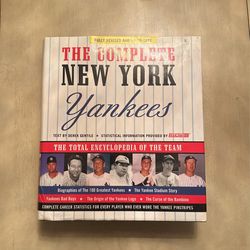 FULLY REVISED AND UPDATED
THE COMPLETE
NEW YORK
Yankees
TEXT BY DEREK GENTILE • STATISTICAL INFORMATION PROVIDED BY
THE TOTAL ENCYCLOPEDIA OF THE TEAM
Biographies of The 100 Greatest Yankees • The Yankee Stadium Story
Yankees Bad Boys • The Origin of the Yankee Logo • The Curse of the Bambino
COMPLETE CAREER STATISTICS FOR EVERY PLAYER WHO EVER WORE THE YANKEE PINSTRIPES